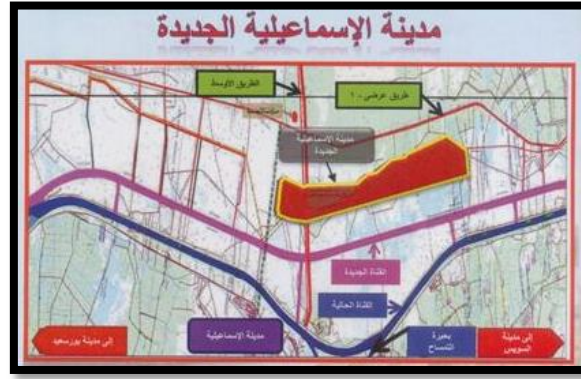 مدينة الإسماعيلية الجديدة
الطريق الأوسط
طريق عرضي - ١
مدينة الإسماعيلية
الجديدة
القناة الجديدة
القناة الحالية
مدينة الإسماعيلية
إلى مدينة بورسعيد
بحيرة
التمساح
إلى مدينة
السويس